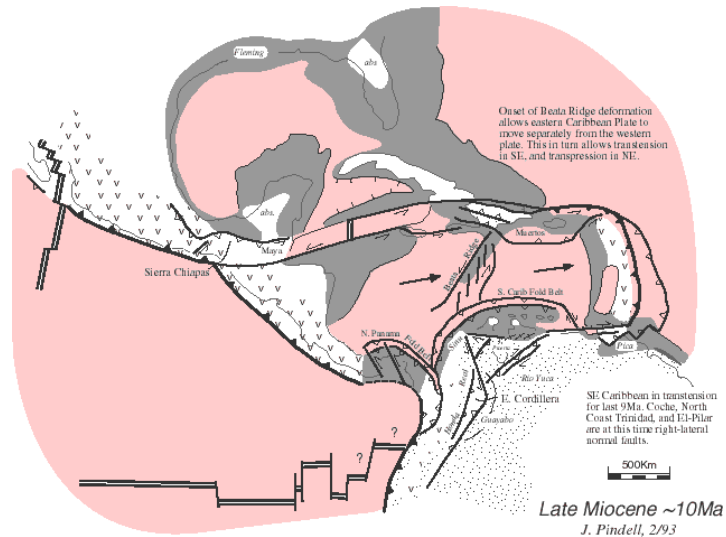 Fleming
abs
Onset of Beata Ridge deformation
allows eastern Caribbean Plate to
move separately from the western
plate. This in turn allows transtension
in SE, and transpression in NE.
abs.
Maya
Muertos
Sierra Chiapas
Beata Ridge
S. Carib Fold Belt
N. Panama
Fold Belt
Sinu
Pica
Rio Yuca
Real
E. Cordillera
Guayabo
SE Caribbean in transtension
for last 9Ma. Coche, North
Coast Trinidad, and El-Pilar
are at this time right-lateral
normal faults.
?
?
500Km
Late Miocene ~10Ma
J. Pindell, 2/93